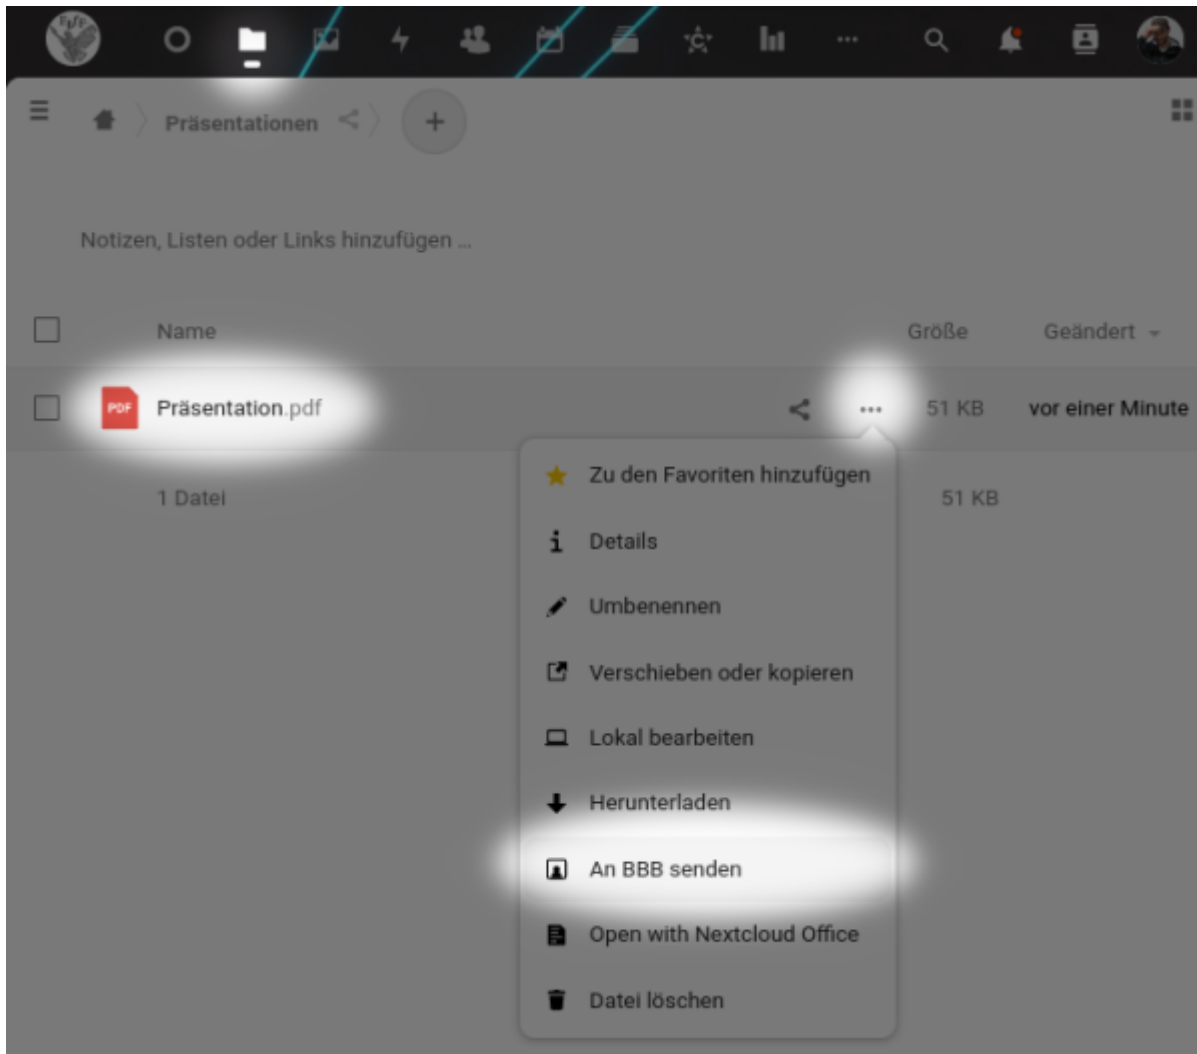 FIfF
Präsentationen
Notizen, Listen oder Links hinzufügen ...
Name Größe Geändert
PDF Präsentation.pdf 51 KB vor einer Minute
1 Datei 51 KB
Zu den Favoriten hinzufügen
Details
Umbenennen
Verschieben oder kopieren
Lokal bearbeiten
Herunterladen
An BBB senden
Open with Nextcloud Office
Datei löschen